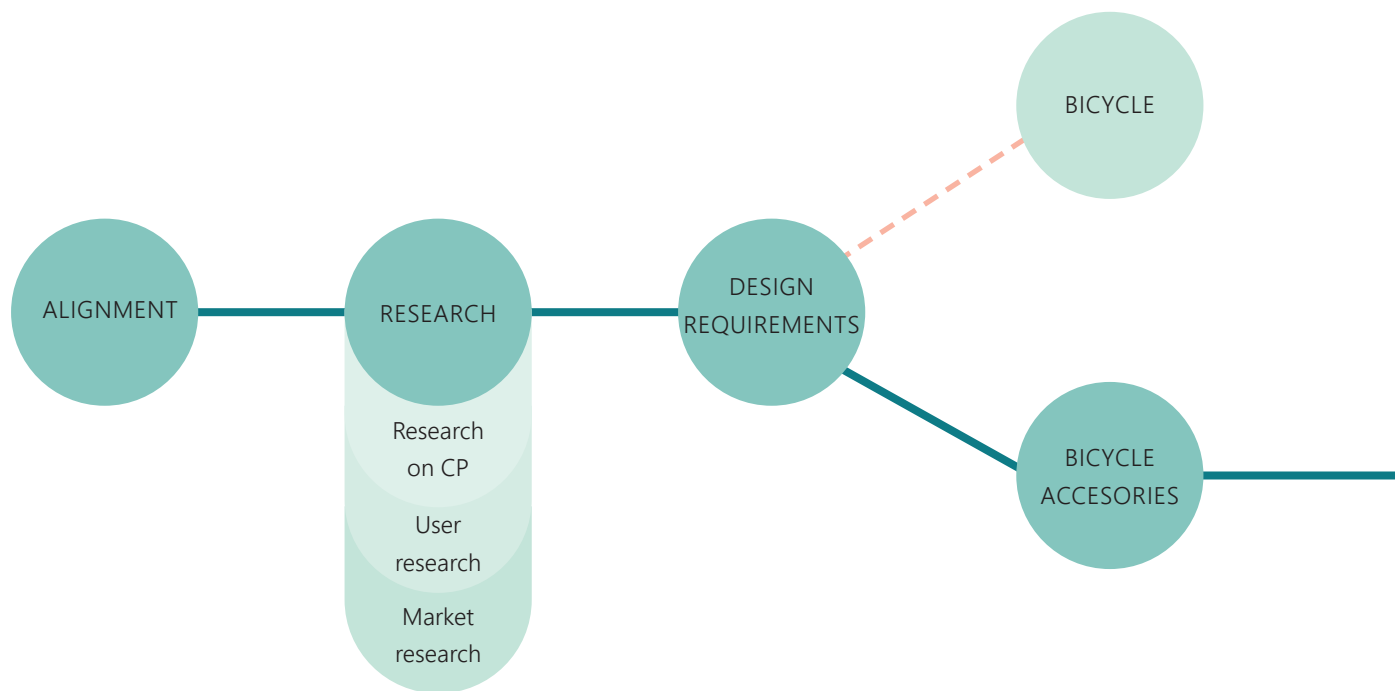 BICYCLE
ALIGNMENT
RESEARCH
DESIGN
REQUIREMENTS
Research
on CP
User
research
Market
research
BICYCLE
ACCESORIES